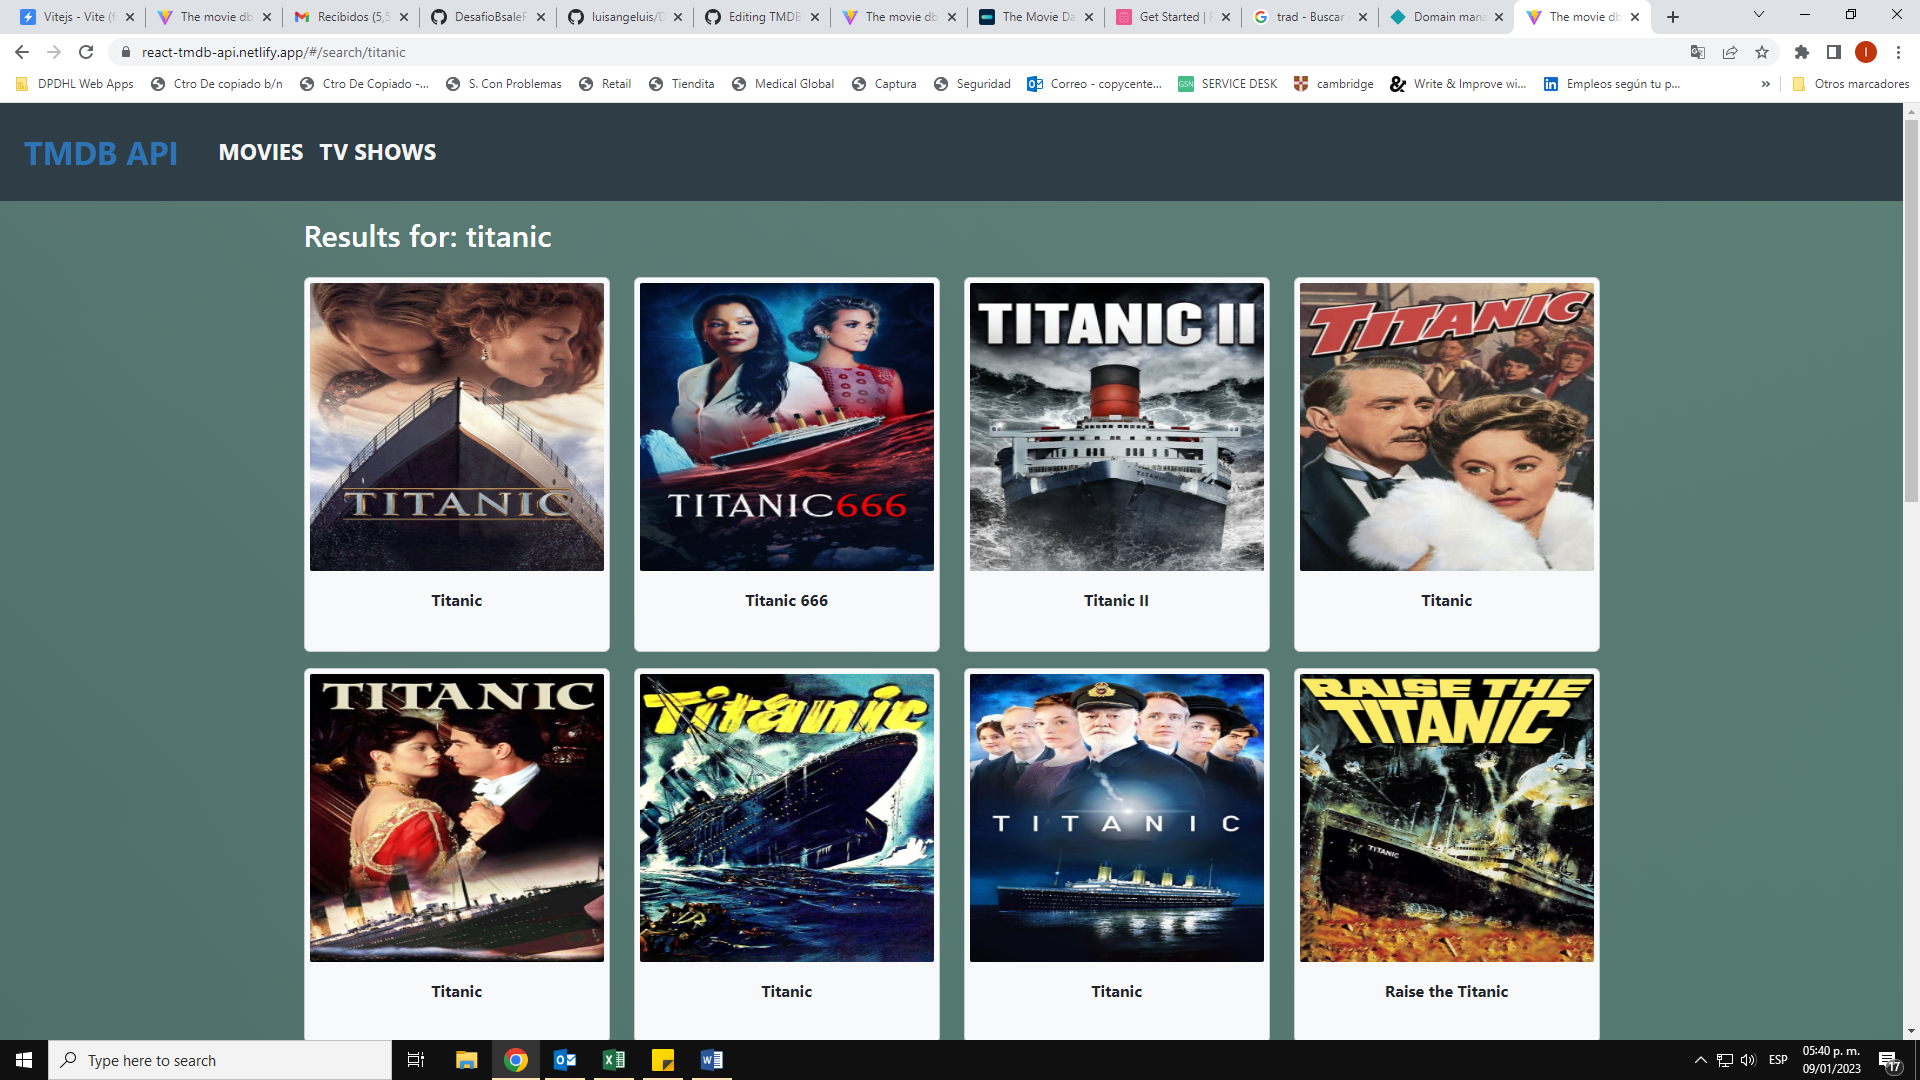 Vitejs - Vite (f
The movie db
Recibidos (5,5
DesafioBsaleF
luisangeluis/D
Editing TMDB
The movie db
The Movie Da
Get Started | F
trad - Buscar
Domain mana
The movie db
react-tmdb-api.netlify.app/#/search/titanic
I
DPDHL Web Apps
Ctro De copiado b/n
Ctro De Copiado -...
S. Con Problemas
Retail
Tiendita
Medical Global
Captura
Seguridad
Correo - copycente...
GSN
SERVICE DESK
cambridge
Write & Improve wi...
Empleos según tu p...
»
Otros marcadores
TMDB API
MOVIES
TV SHOWS
Results for: titanic
TITANIC
TITANIC666
TITANIC II
TITANIC
Titanic
Titanic 666
Titanic II
Titanic
TITANIC
Titanic
TITANIC
RAISE THE
TITANIC
TITANIC
Titanic
Titanic
Titanic
Raise the Titanic
Type here to search
ESP
05:40 p. m.
09/01/2023
17